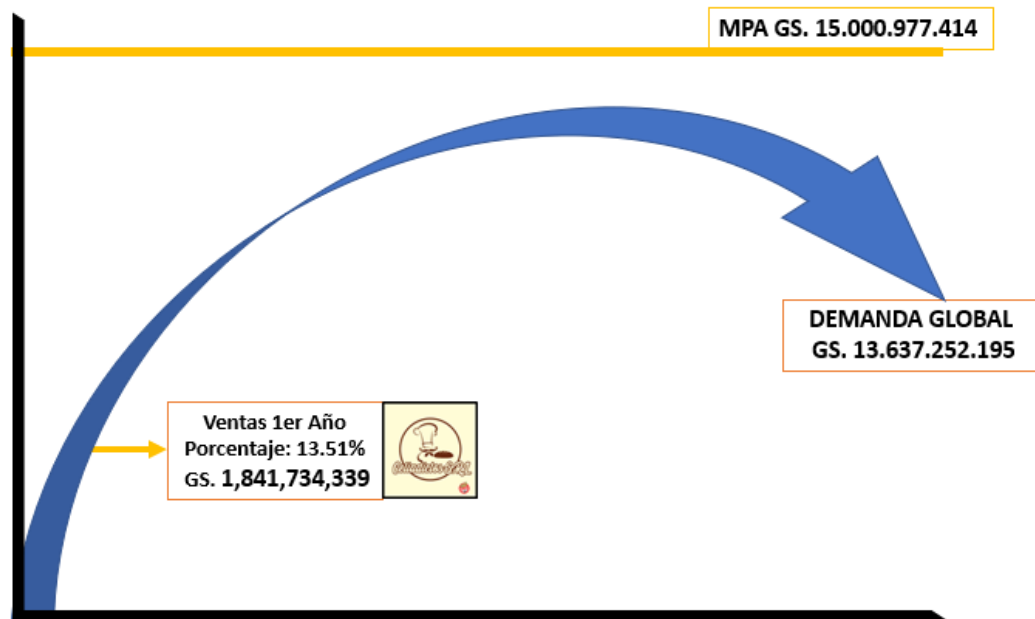 MPA GS. 15.000.977.414
DEMANDA GLOBAL
GS. 13.637.252.195
Ventas 1er Año
Porcentaje: 13.51%
GS. 1,841,734,339